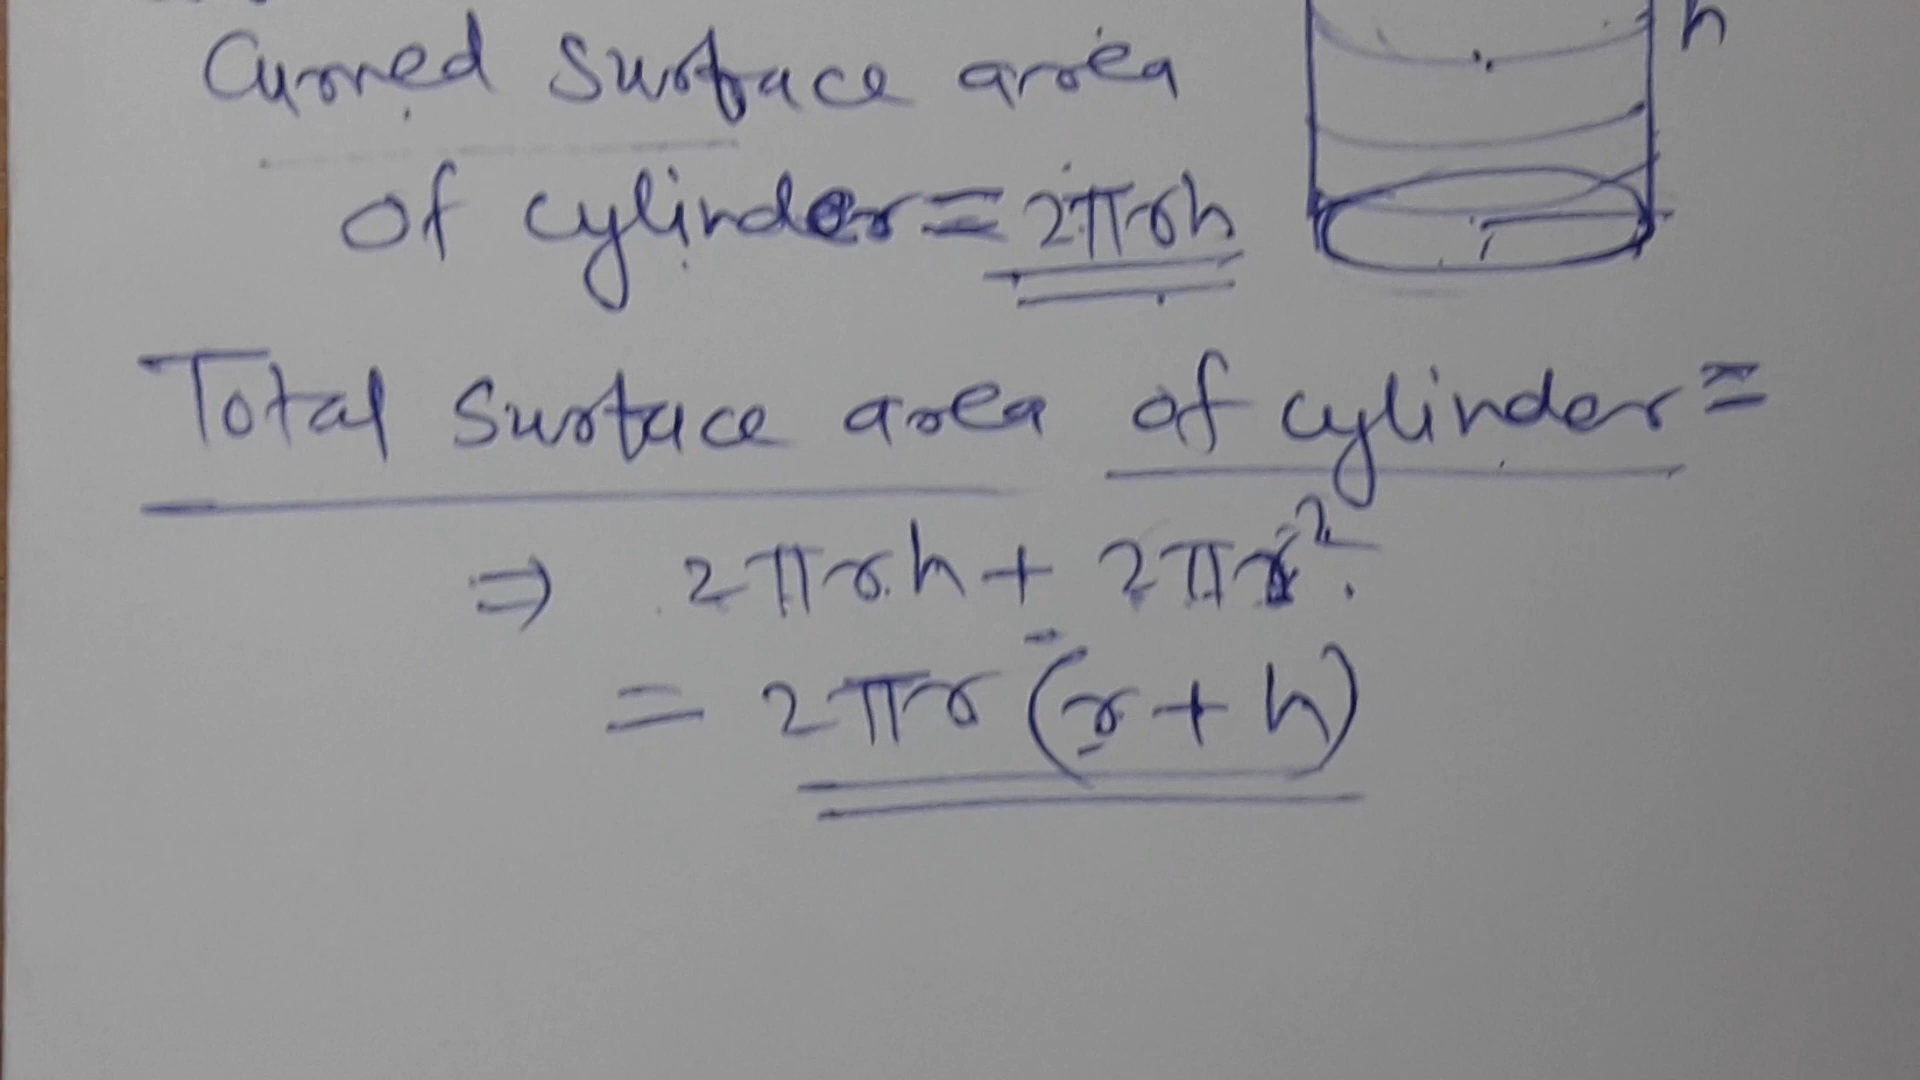 Curved surface area
h
of cylinder = 2πrh
r
Total surface area of cylinder =
⇒ 2πrh + 2πr².
= 2πr (r + h)